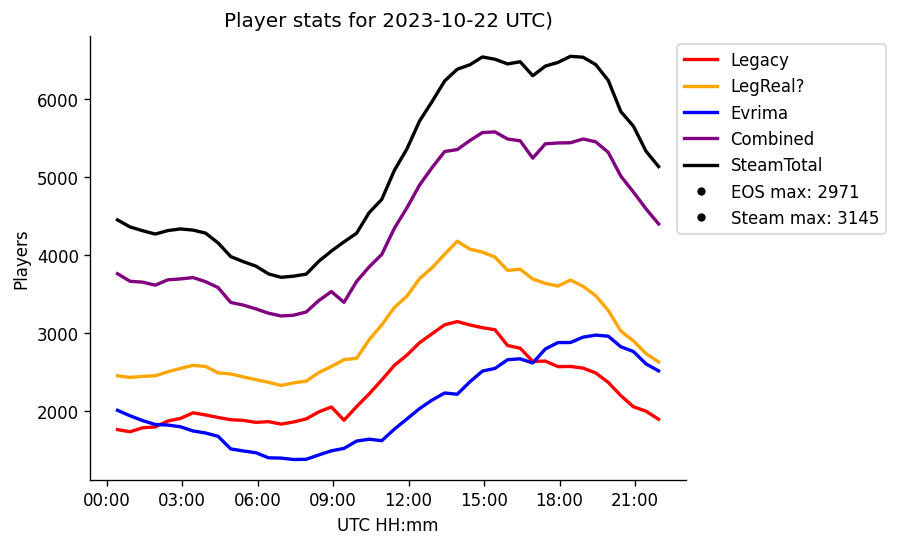 Player stats for 2023-10-22 UTC)
Legacy
LegReal?
Evrima
Combined
SteamTotal
EOS max: 2971
Steam max: 3145
Players
6000
5000
4000
3000
2000
00:00 03:00 06:00 09:00 12:00 15:00 18:00 21:00
UTC HH:mm